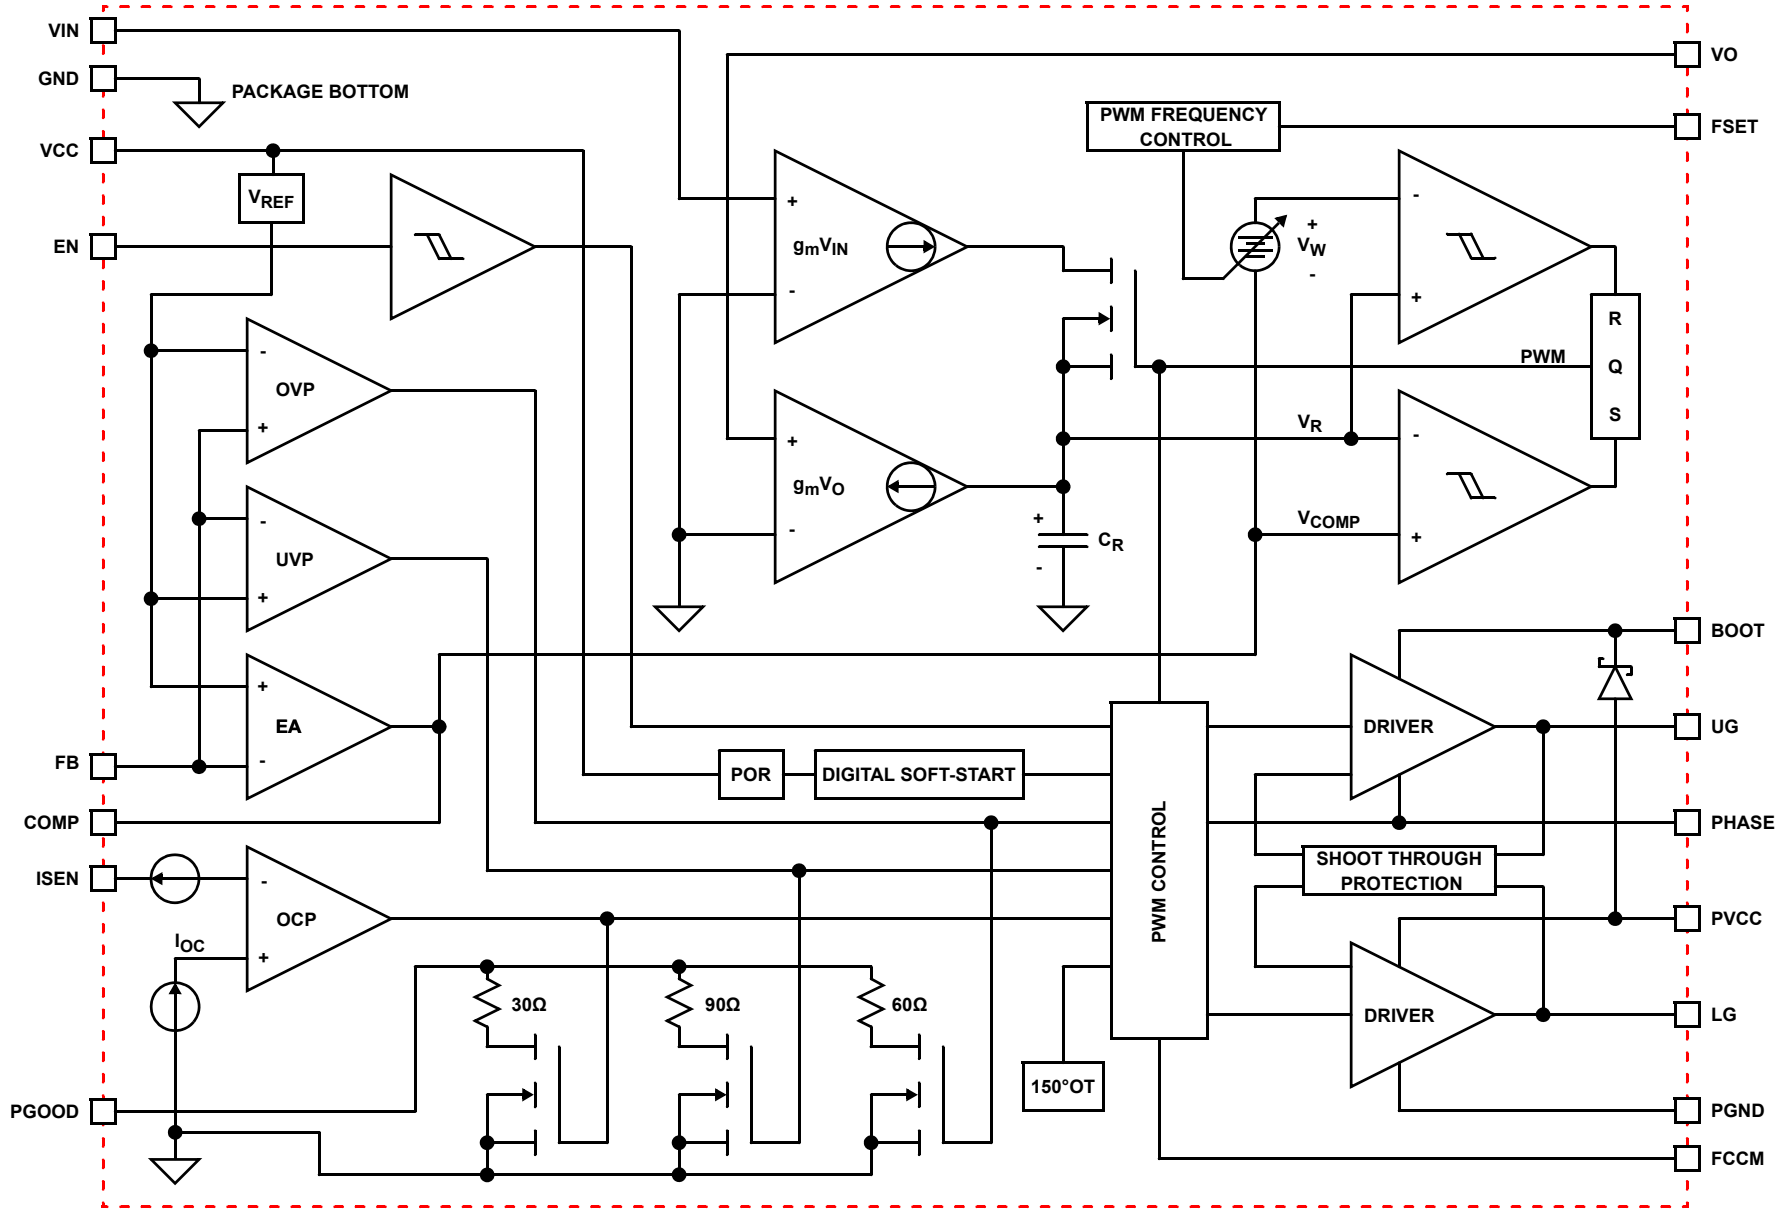 VIN
GND
PACKAGE BOTTOM
VCC
VREF
EN
OVP
- 
+
UVP
-
+
EA
+
-
FB
COMP
ISEN
OCP
-
+
IOC
PGOOD
30Ω
90Ω
60Ω
gmVIN
+
-
gmVO
+
-
+
CR
-
PWM FREQUENCY
CONTROL
+
VW
-
-
+
R
Q
S
PWM
VR
-
VCOMP
+
POR
DIGITAL SOFT-START
PWM CONTROL
150°OT
DRIVER
SHOOT THROUGH
PROTECTION
DRIVER
VO
FSET
BOOT
UG
PHASE
PVCC
LG
PGND
FCCM